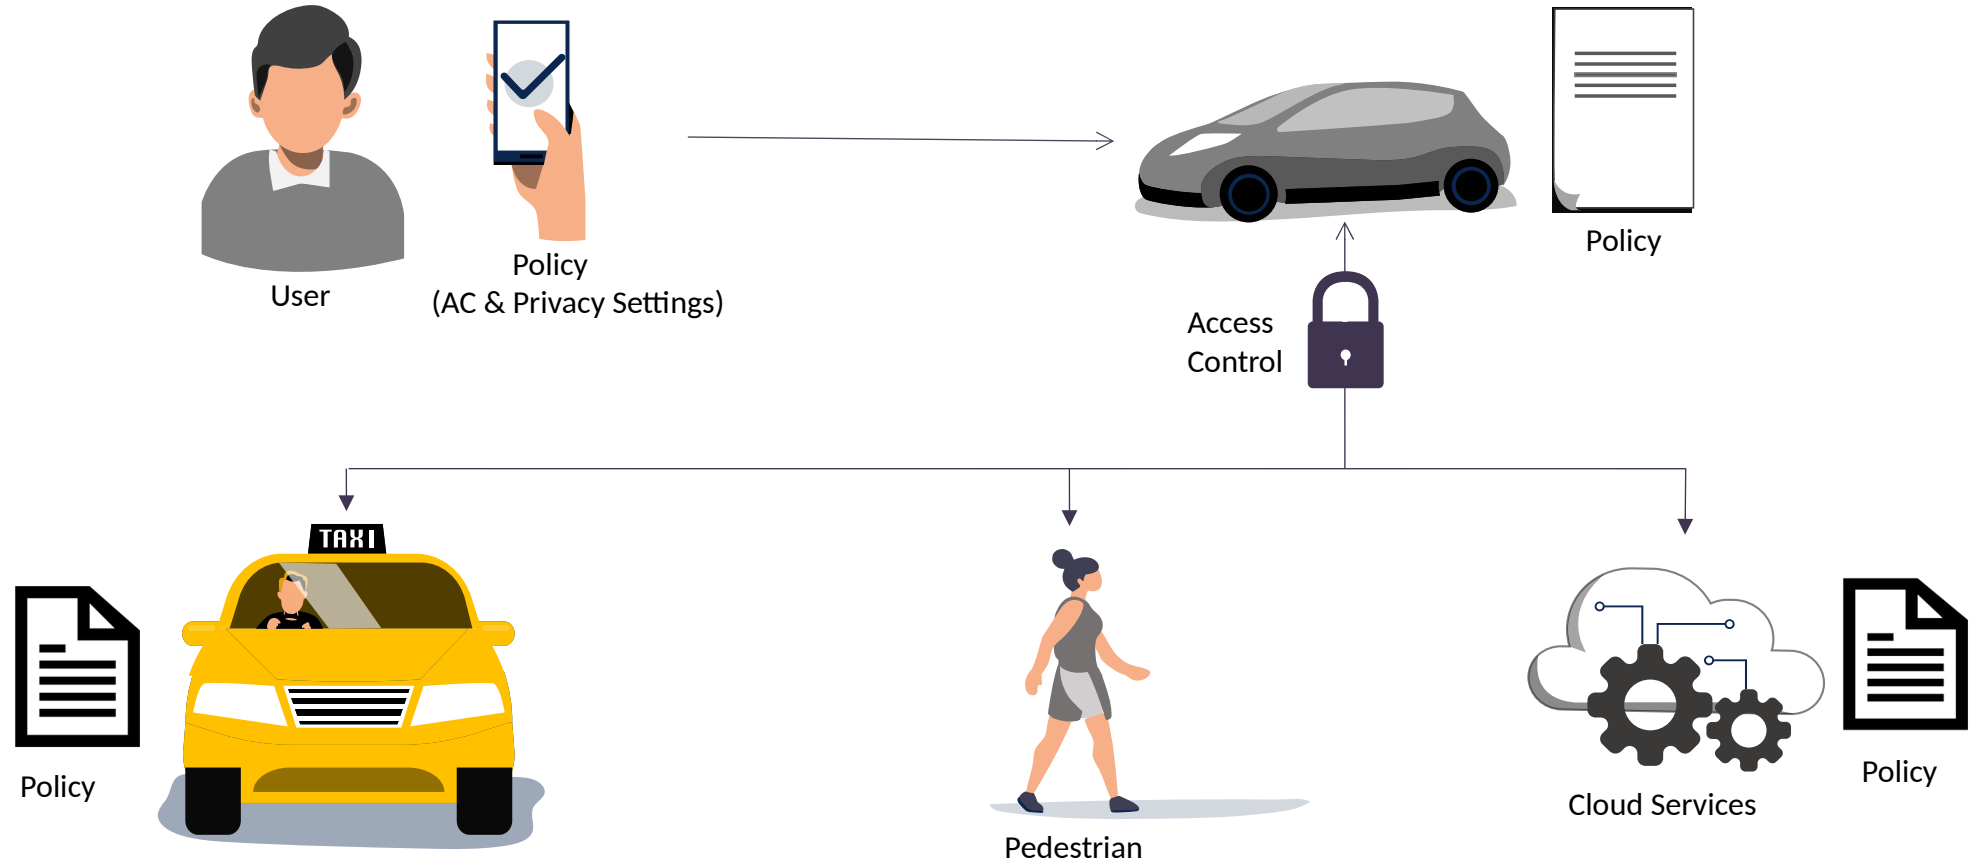 User
Policy
(AC & Privacy Settings)
Policy
Access
Control
TAXI
Policy
Pedestrian
Cloud Services
Policy